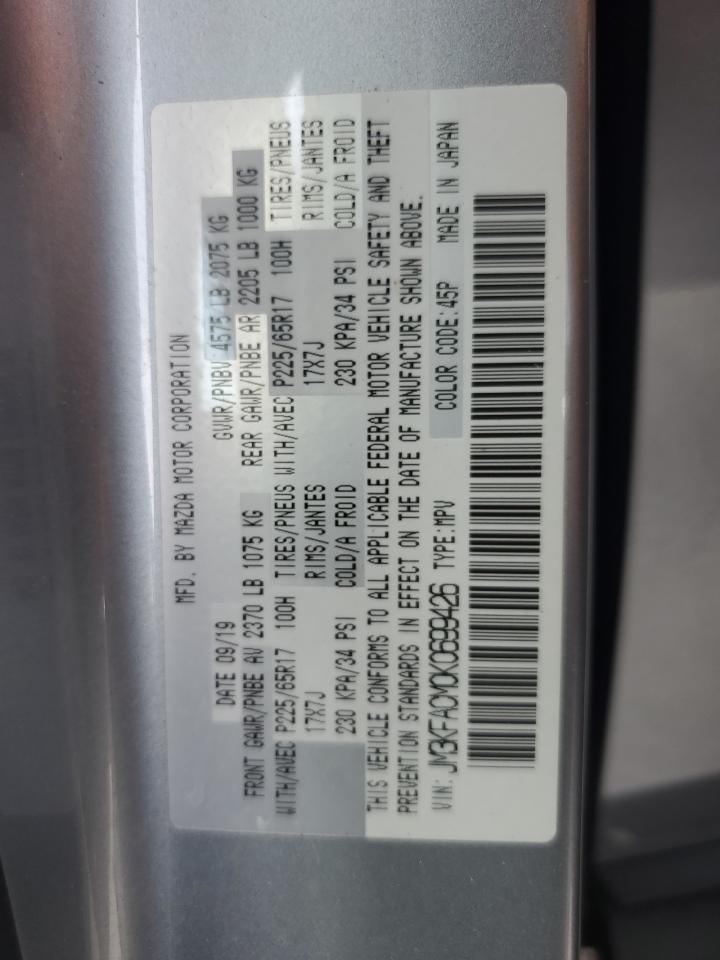 MFD. BY MAZDA MOTOR CORPORATION
DATE 09/19 GVWR/PNBV 4575 LB 2075 KG
FRONT GAWR/PNBE AV 2370 LB 1075 KG REAR GAWR/PNBE AR 2205 LB 1000 KG
WITH/AVEC P225/65R17 100H TIRES/PNEUS WITH/AVEC P225/65R17 100H TIRES/PNEUS
17X7J RIMS/JANTES 17X7J RIMS/JANTES
230 KPA/34 PSI COLD/A FROID 230 KPA/34 PSI COLD/A FROID
THIS VEHICLE CONFORMS TO ALL APPLICABLE FEDERAL MOTOR VEHICLE SAFETY AND THEFT
PREVENTION STANDARDS IN EFFECT ON THE DATE OF MANUFACTURE SHOWN ABOVE.
VIN: JM3KFACM0K0699426 TYPE:MPV COLOR CODE:45P MADE IN JAPAN